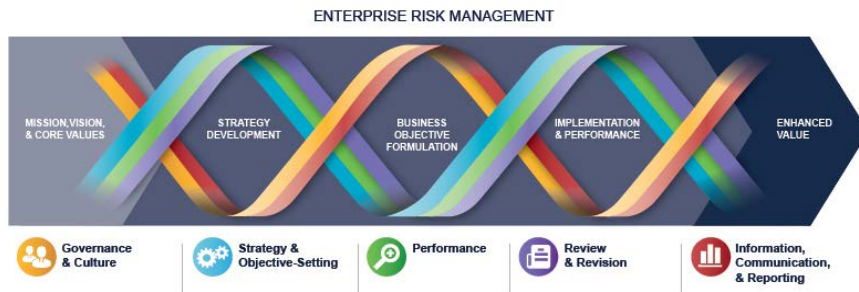 ENTERPRISE RISK MANAGEMENT
MISSION,VISION,
& CORE VALUES
STRATEGY
DEVELOPMENT
BUSINESS
OBJECTIVE
FORMULATION
IMPLEMENTATION
& PERFORMANCE
ENHANCED
VALUE
Governance
& Culture
Strategy &
Objective-Setting
Performance
Review
& Revision
Information,
Communication,
& Reporting